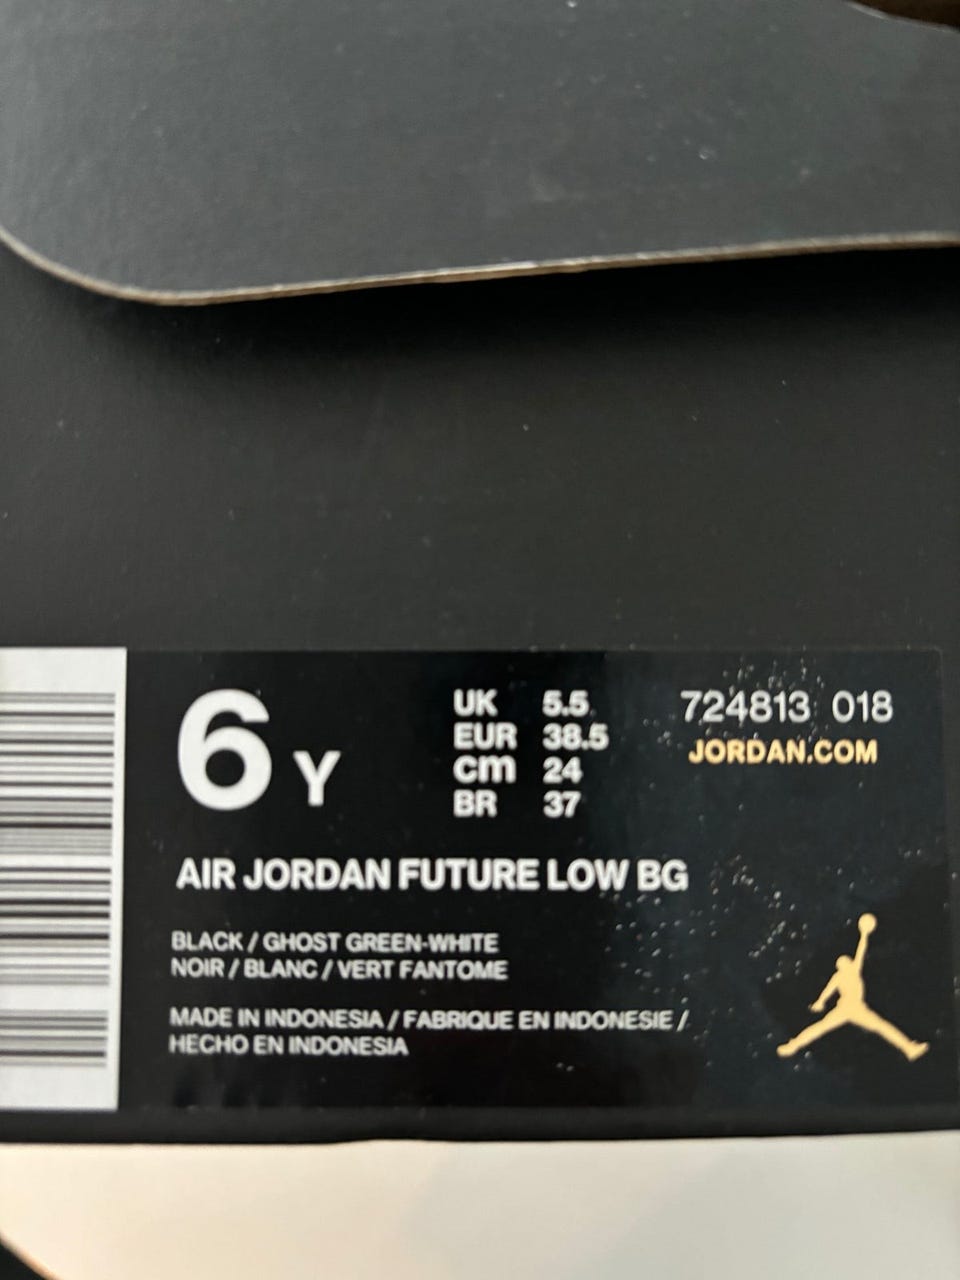 6 Y
UK 5.5
EUR 38.5
cm 24
BR 37
724813 018
JORDAN.COM
AIR JORDAN FUTURE LOW BG
BLACK / GHOST GREEN-WHITE
NOIR / BLANC / VERT FANTOME
MADE IN INDONESIA / FABRIQUE EN INDONESIE /
HECHO EN INDONESIA